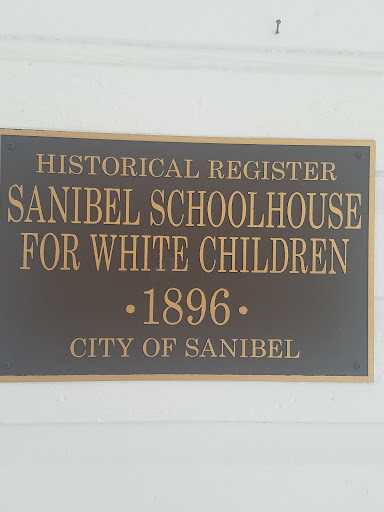 HISTORICAL REGISTER
SANIBEL SCHOOLHOUSE
FOR WHITE CHILDREN
· 1896 ·
CITY OF SANIBEL